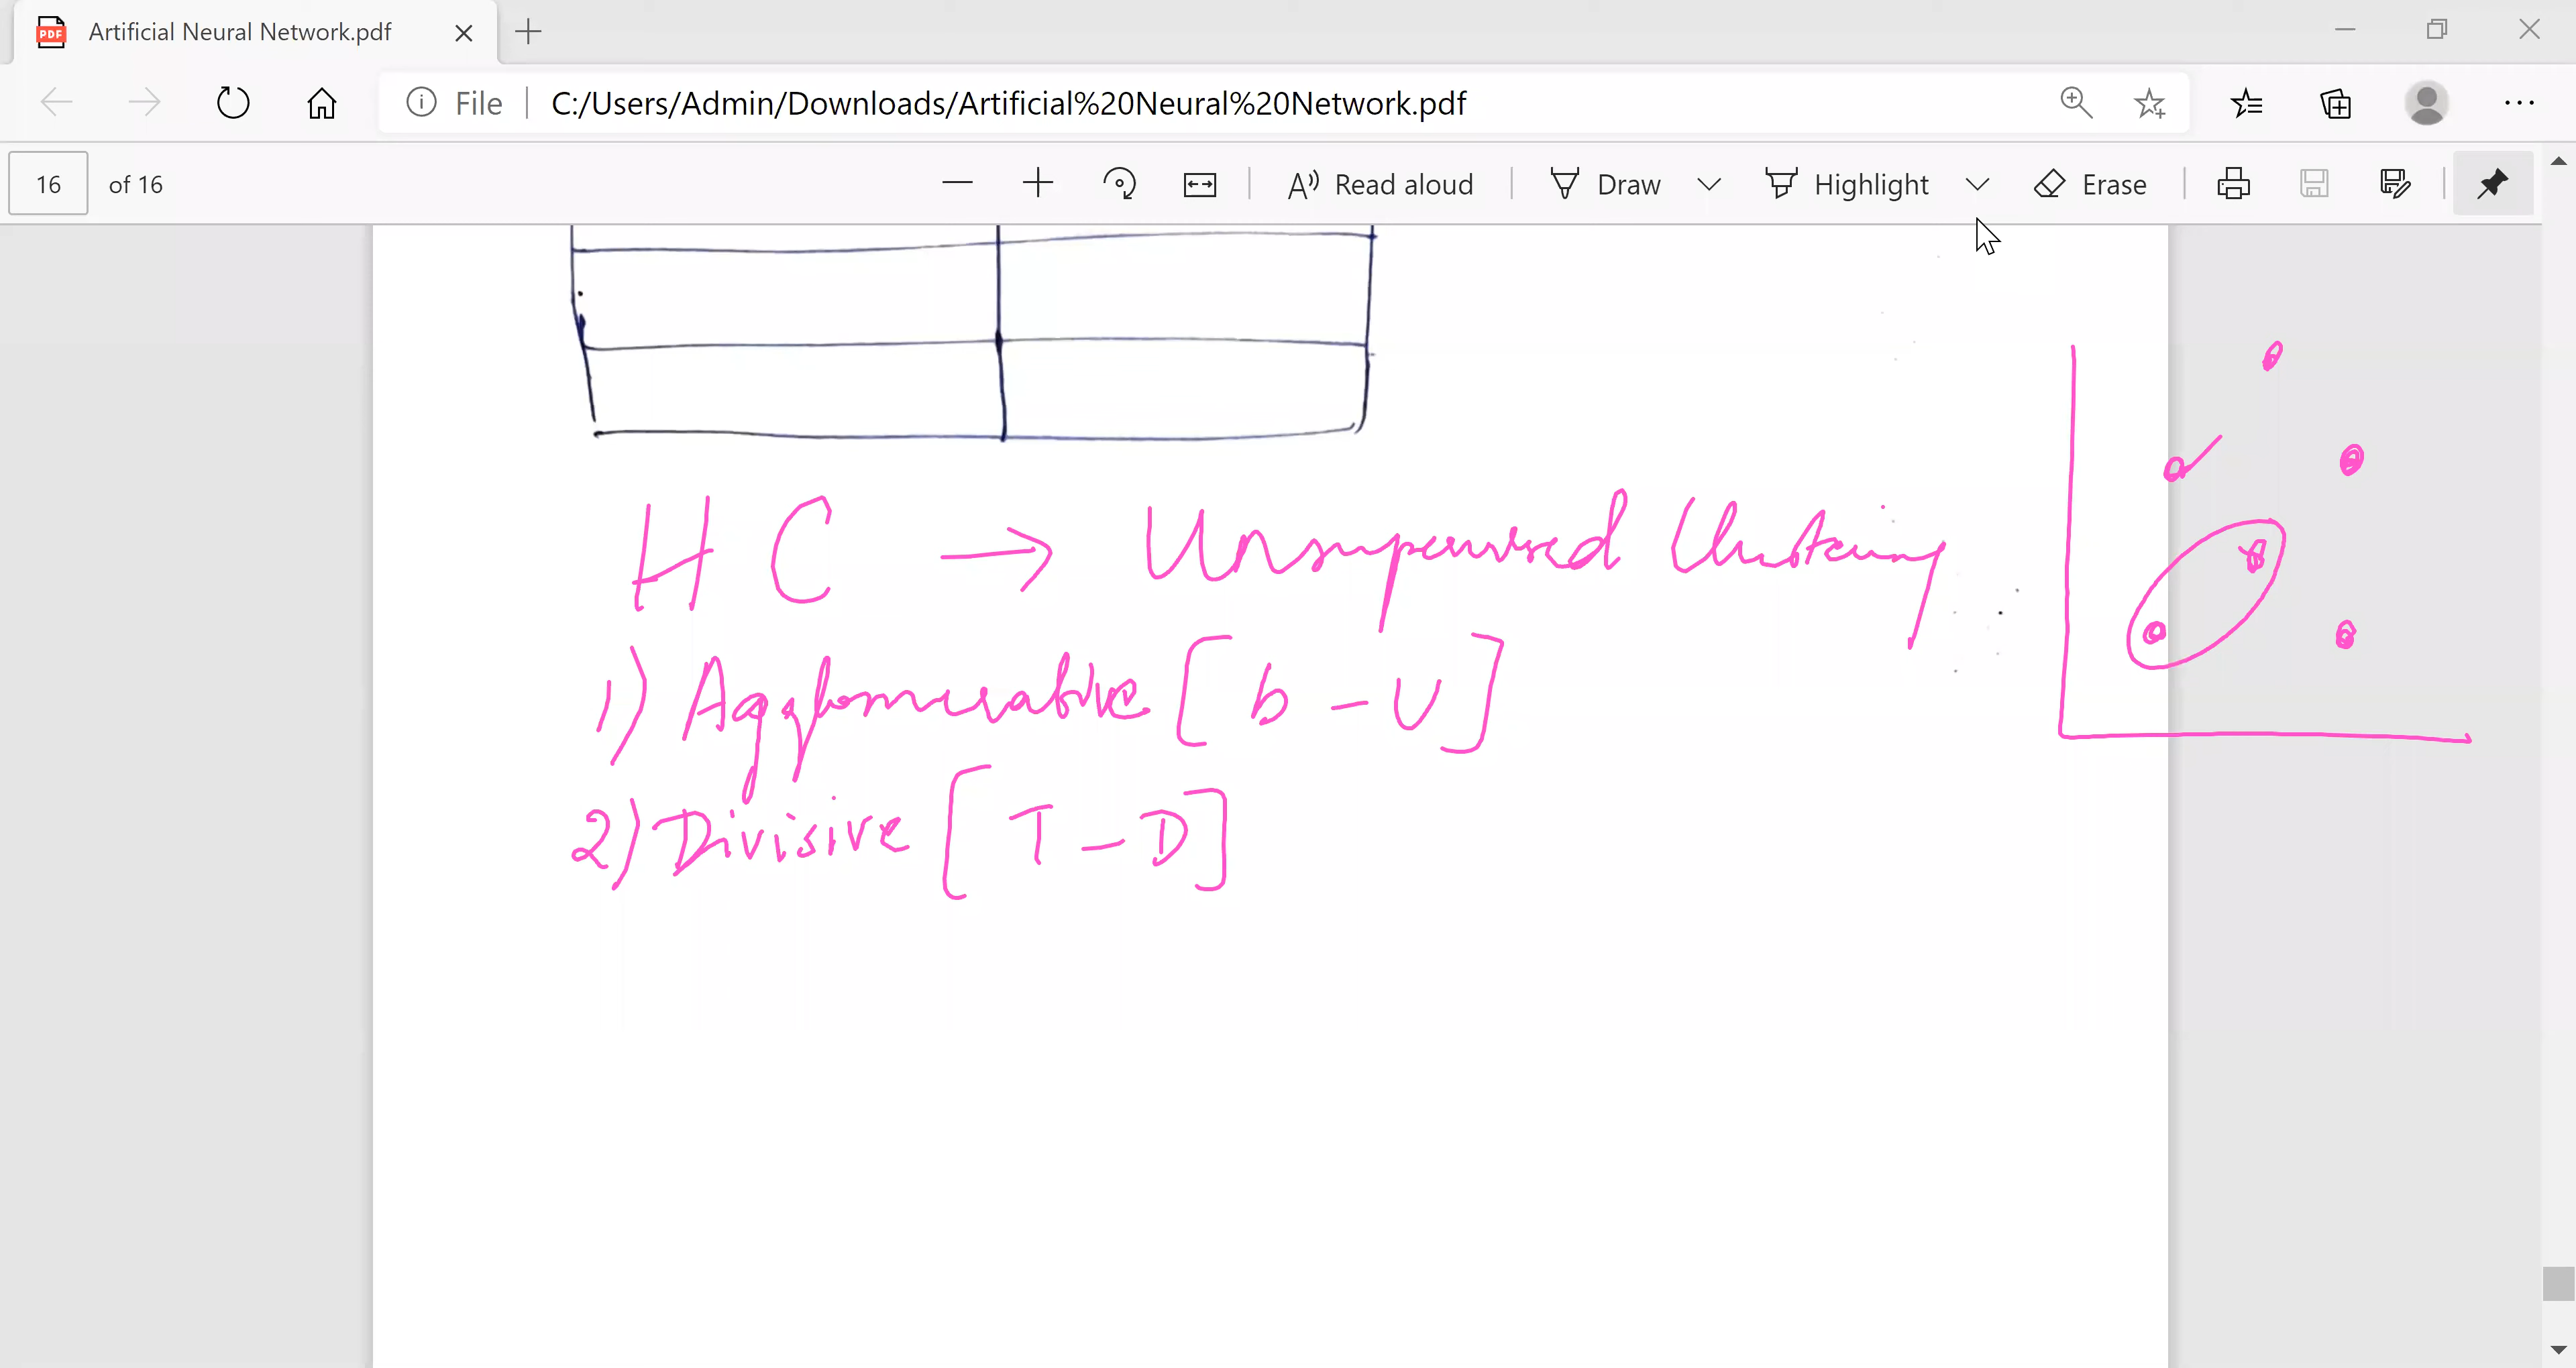 Artificial Neural Network.pdf
File C:/Users/Admin/Downloads/Artificial%20Neural%20Network.pdf
16 of 16 Read aloud Draw Highlight Erase
H C → Unsupervised Clustering
1) Agglomerative [b-U]
2) Divisive [T-D]